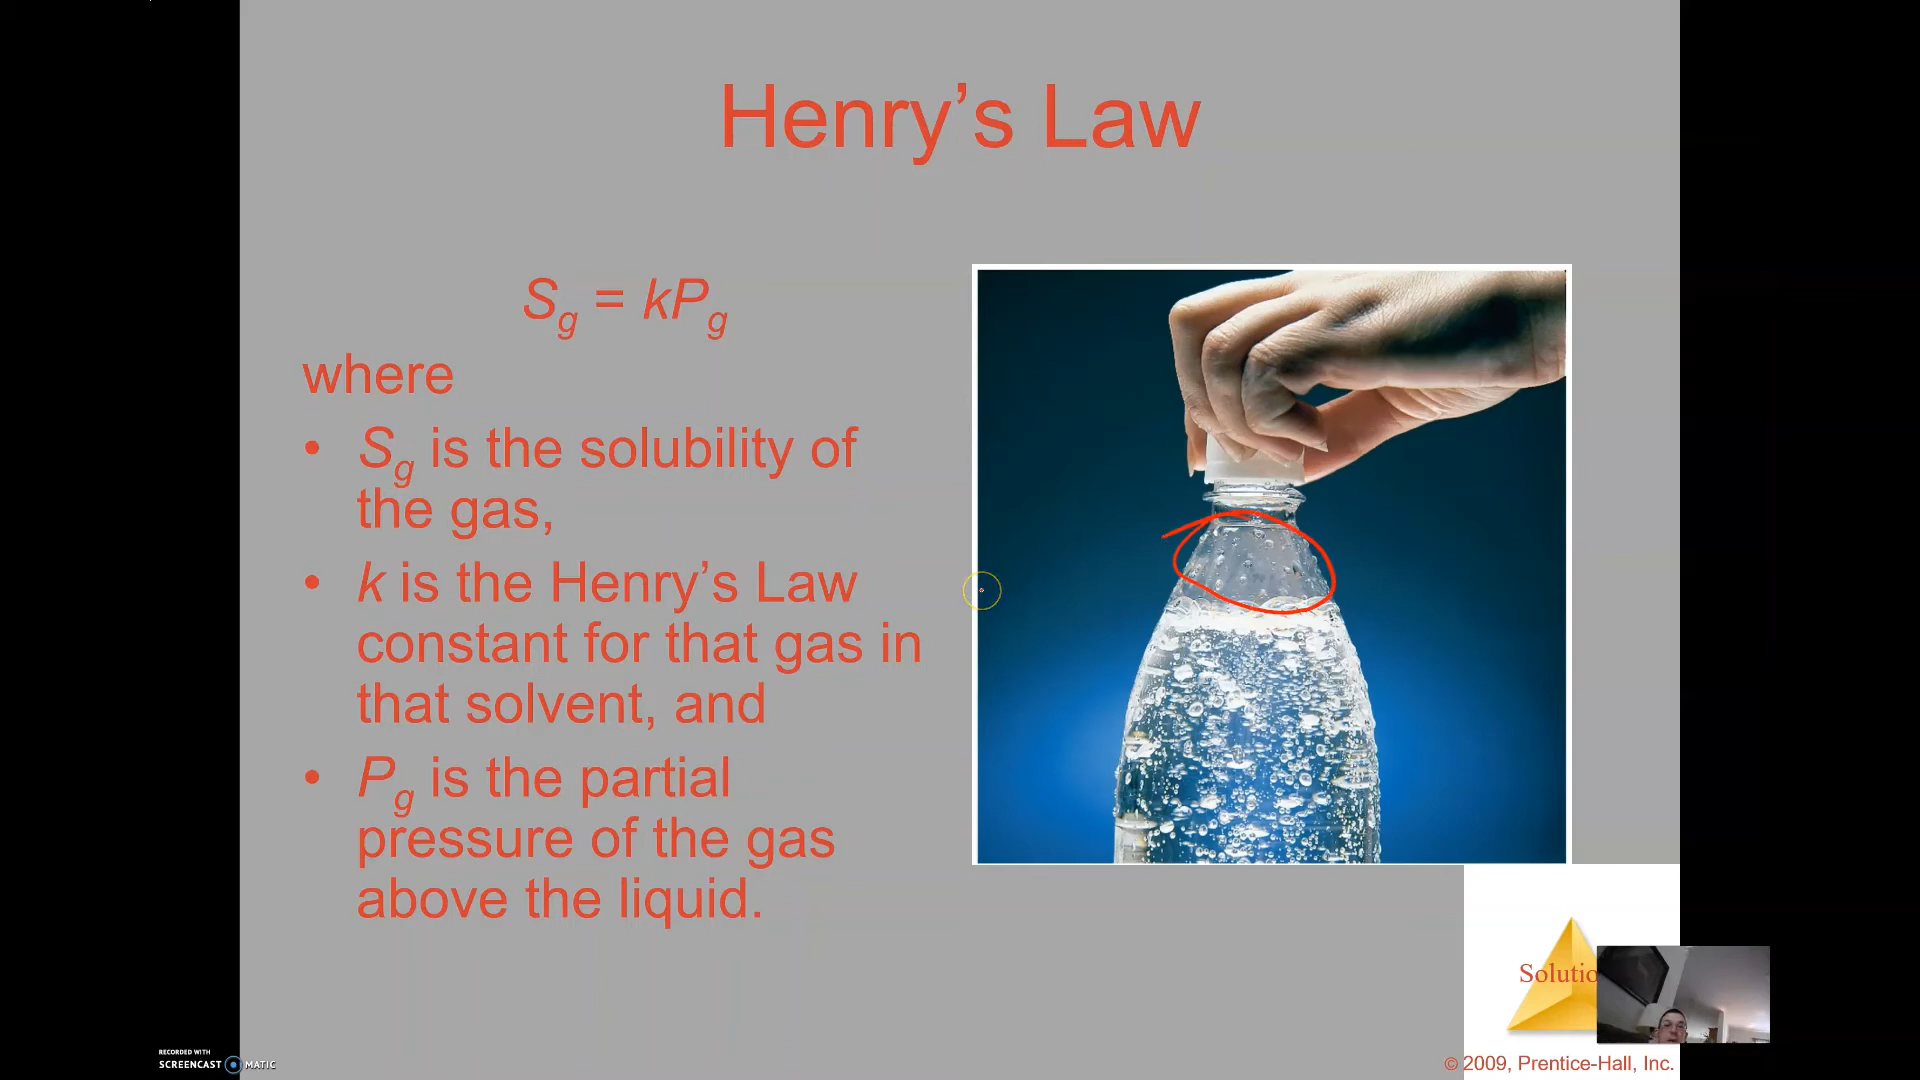 Henry’s Law
Sg = kPg
where
• Sg is the solubility of
the gas,
• k is the Henry’s Law
constant for that gas in
that solvent, and
• Pg is the partial
pressure of the gas
above the liquid.
Solutio
© 2009, Prentice-Hall, Inc.
RECORDED WITH
SCREENCAST MATIC